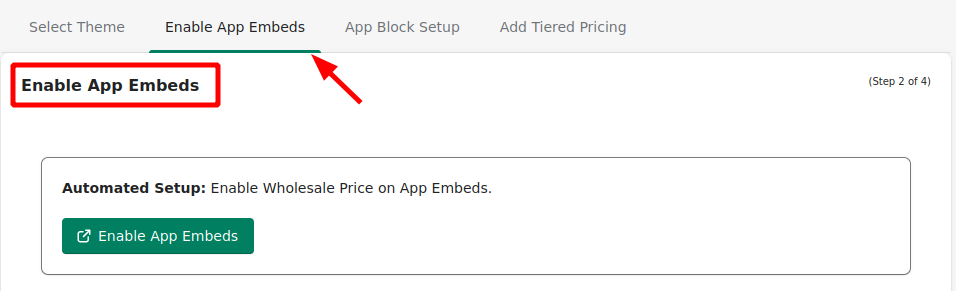 Select Theme Enable App Embeds App Block Setup Add Tiered Pricing
Enable App Embeds (Step 2 of 4)
Automated Setup: Enable Wholesale Price on App Embeds.
Enable App Embeds